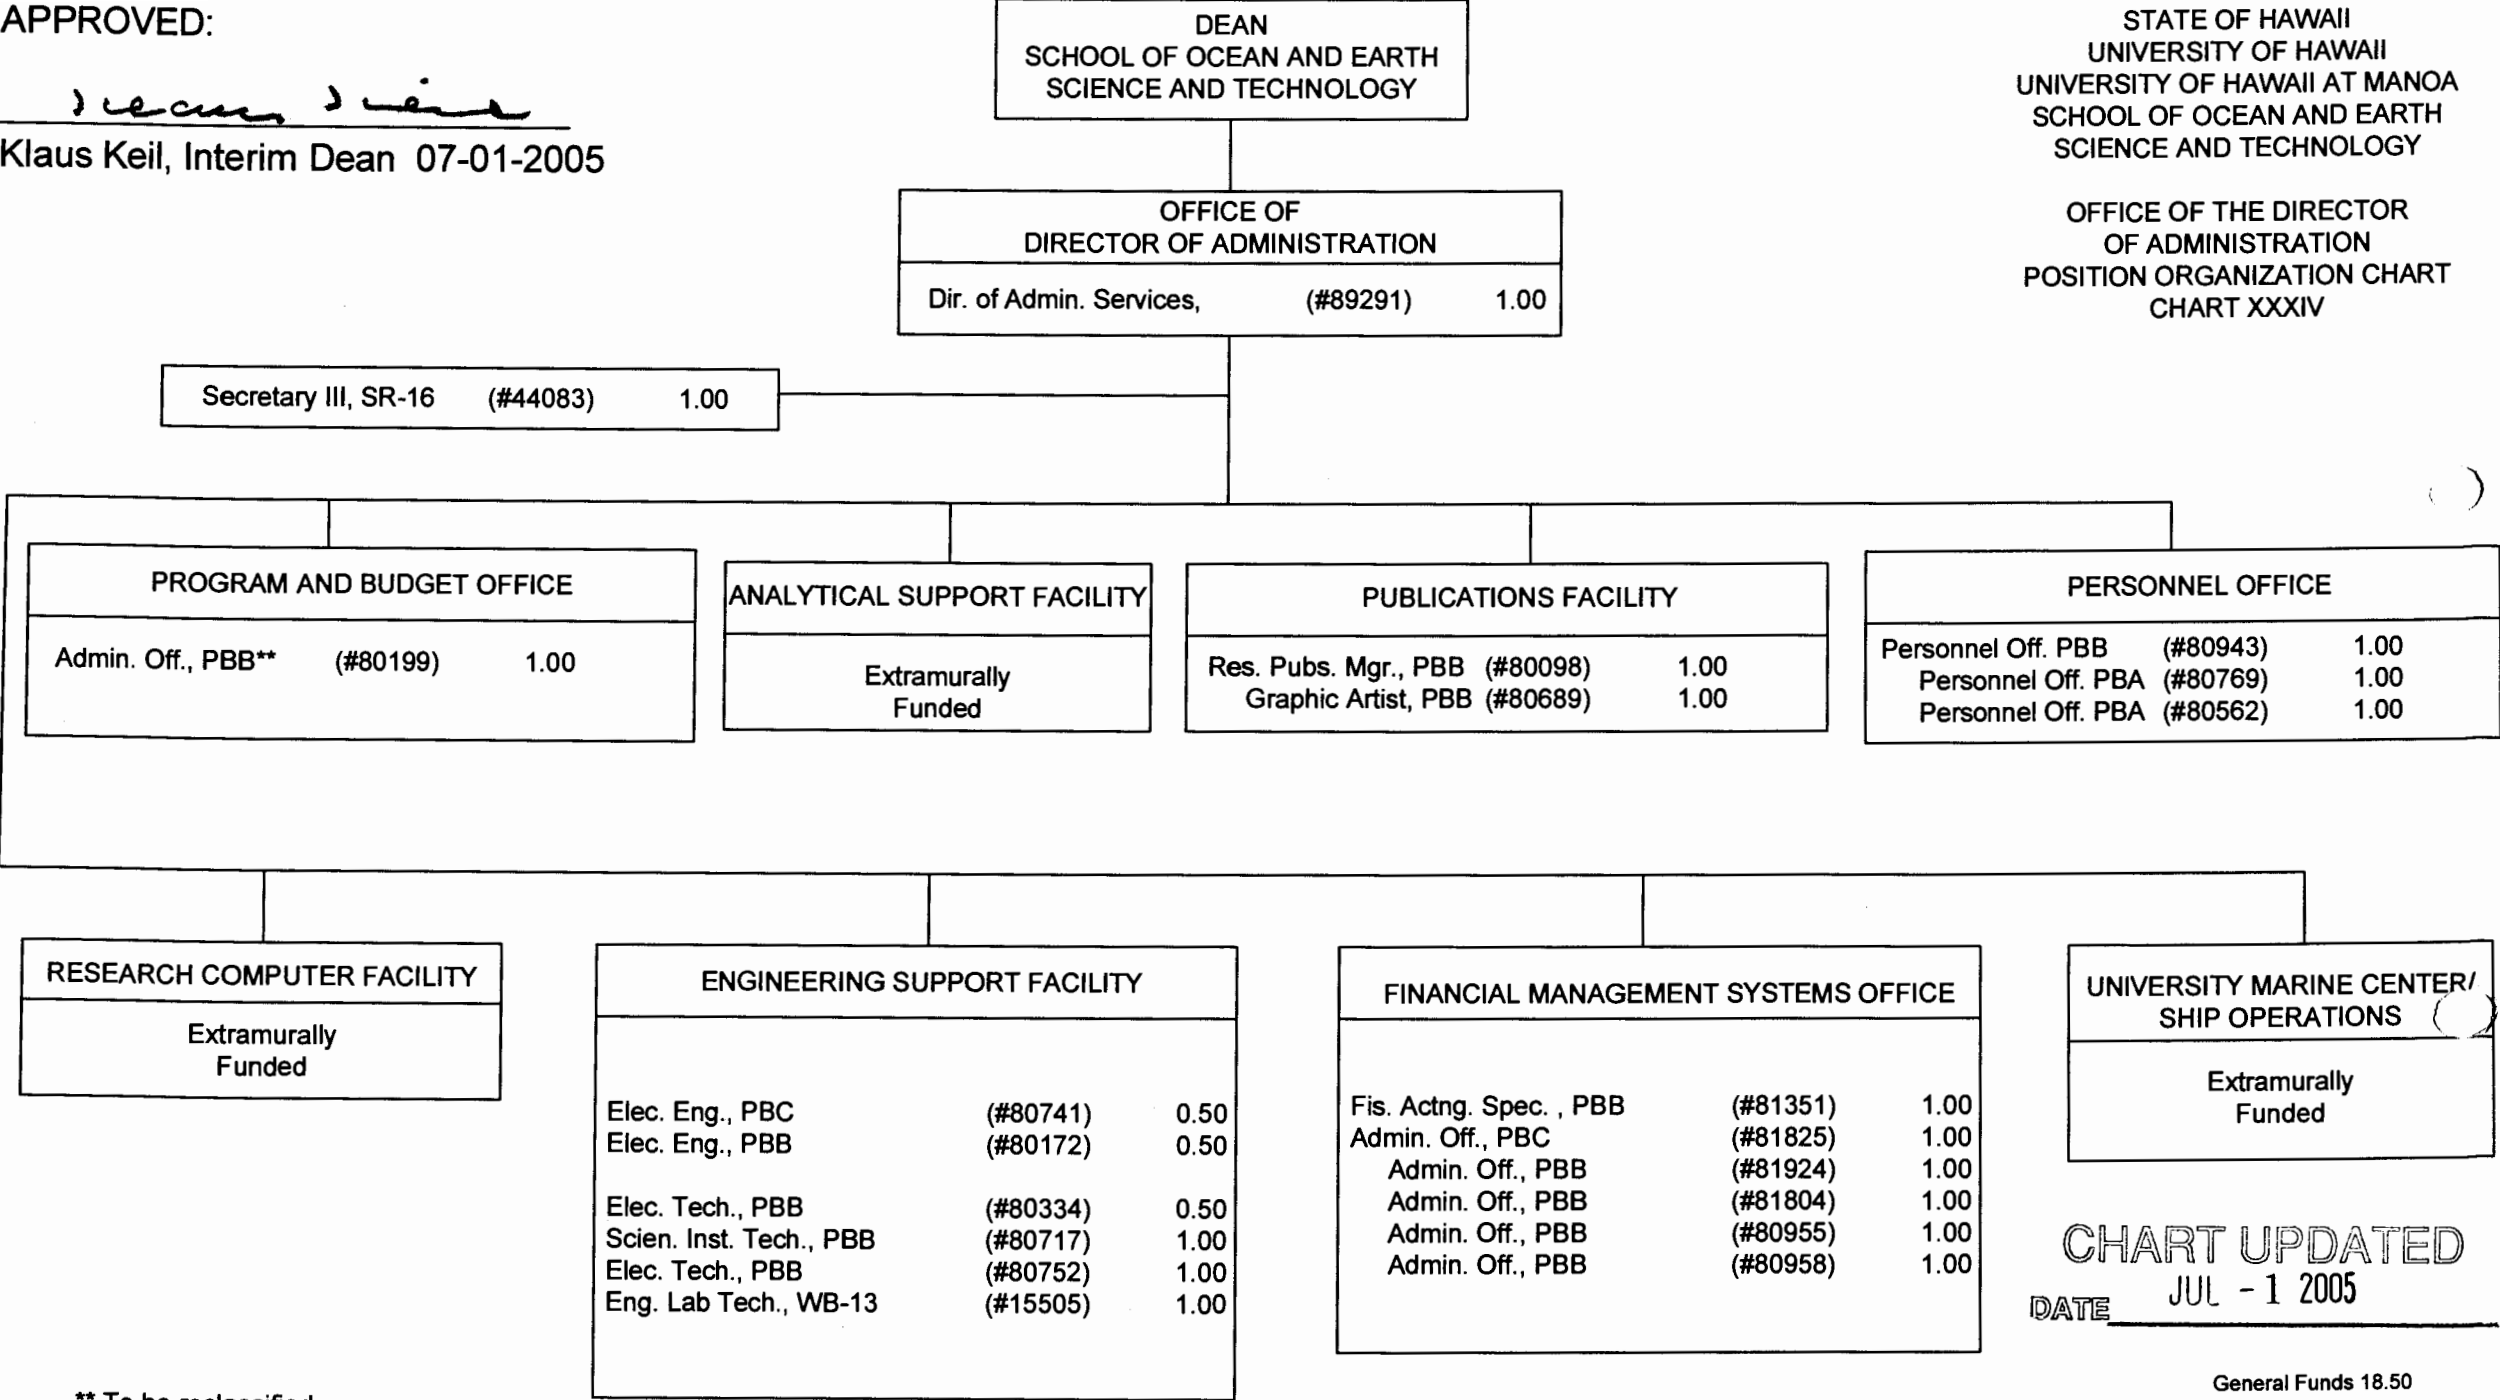 APPROVED:
Klaus Keil, Interim Dean 07-01-2005
DEAN
SCHOOL OF OCEAN AND EARTH
SCIENCE AND TECHNOLOGY
STATE OF HAWAII
UNIVERSITY OF HAWAII
UNIVERSITY OF HAWAII AT MANOA
SCHOOL OF OCEAN AND EARTH
SCIENCE AND TECHNOLOGY
OFFICE OF THE DIRECTOR
OF ADMINISTRATION
POSITION ORGANIZATION CHART
CHART XXXIV
OFFICE OF
DIRECTOR OF ADMINISTRATION
Dir. of Admin. Services, (#89291) 1.00
Secretary III, SR-16 (#44083) 1.00
PROGRAM AND BUDGET OFFICE
Admin. Off., PBB** (#80199) 1.00
ANALYTICAL SUPPORT FACILITY
Extramurally
Funded
PUBLICATIONS FACILITY
Res. Pubs. Mgr., PBB (#80098) 1.00
Graphic Artist, PBB (#80689) 1.00
PERSONNEL OFFICE
Personnel Off. PBB (#80943) 1.00
Personnel Off. PBA (#80769) 1.00
Personnel Off. PBA (#80562) 1.00
RESEARCH COMPUTER FACILITY
Extramurally
Funded
ENGINEERING SUPPORT FACILITY
Elec. Eng., PBC (#80741) 0.50
Elec. Eng., PBB (#80172) 0.50
Elec. Tech., PBB (#80334) 0.50
Scien. Inst. Tech., PBB (#80717) 1.00
Elec. Tech., PBB (#80752) 1.00
Eng. Lab Tech., WB-13 (#15505) 1.00
FINANCIAL MANAGEMENT SYSTEMS OFFICE
Fis. Actng. Spec. , PBB (#81351) 1.00
Admin. Off., PBC (#81825) 1.00
Admin. Off., PBB (#81924) 1.00
Admin. Off., PBB (#81804) 1.00
Admin. Off., PBB (#80955) 1.00
Admin. Off., PBB (#80958) 1.00
UNIVERSITY MARINE CENTER/
SHIP OPERATIONS
Extramurally
Funded
CHART UPDATED
DATE JUL - 1 2005
General Funds 18.50
** To be reclassified